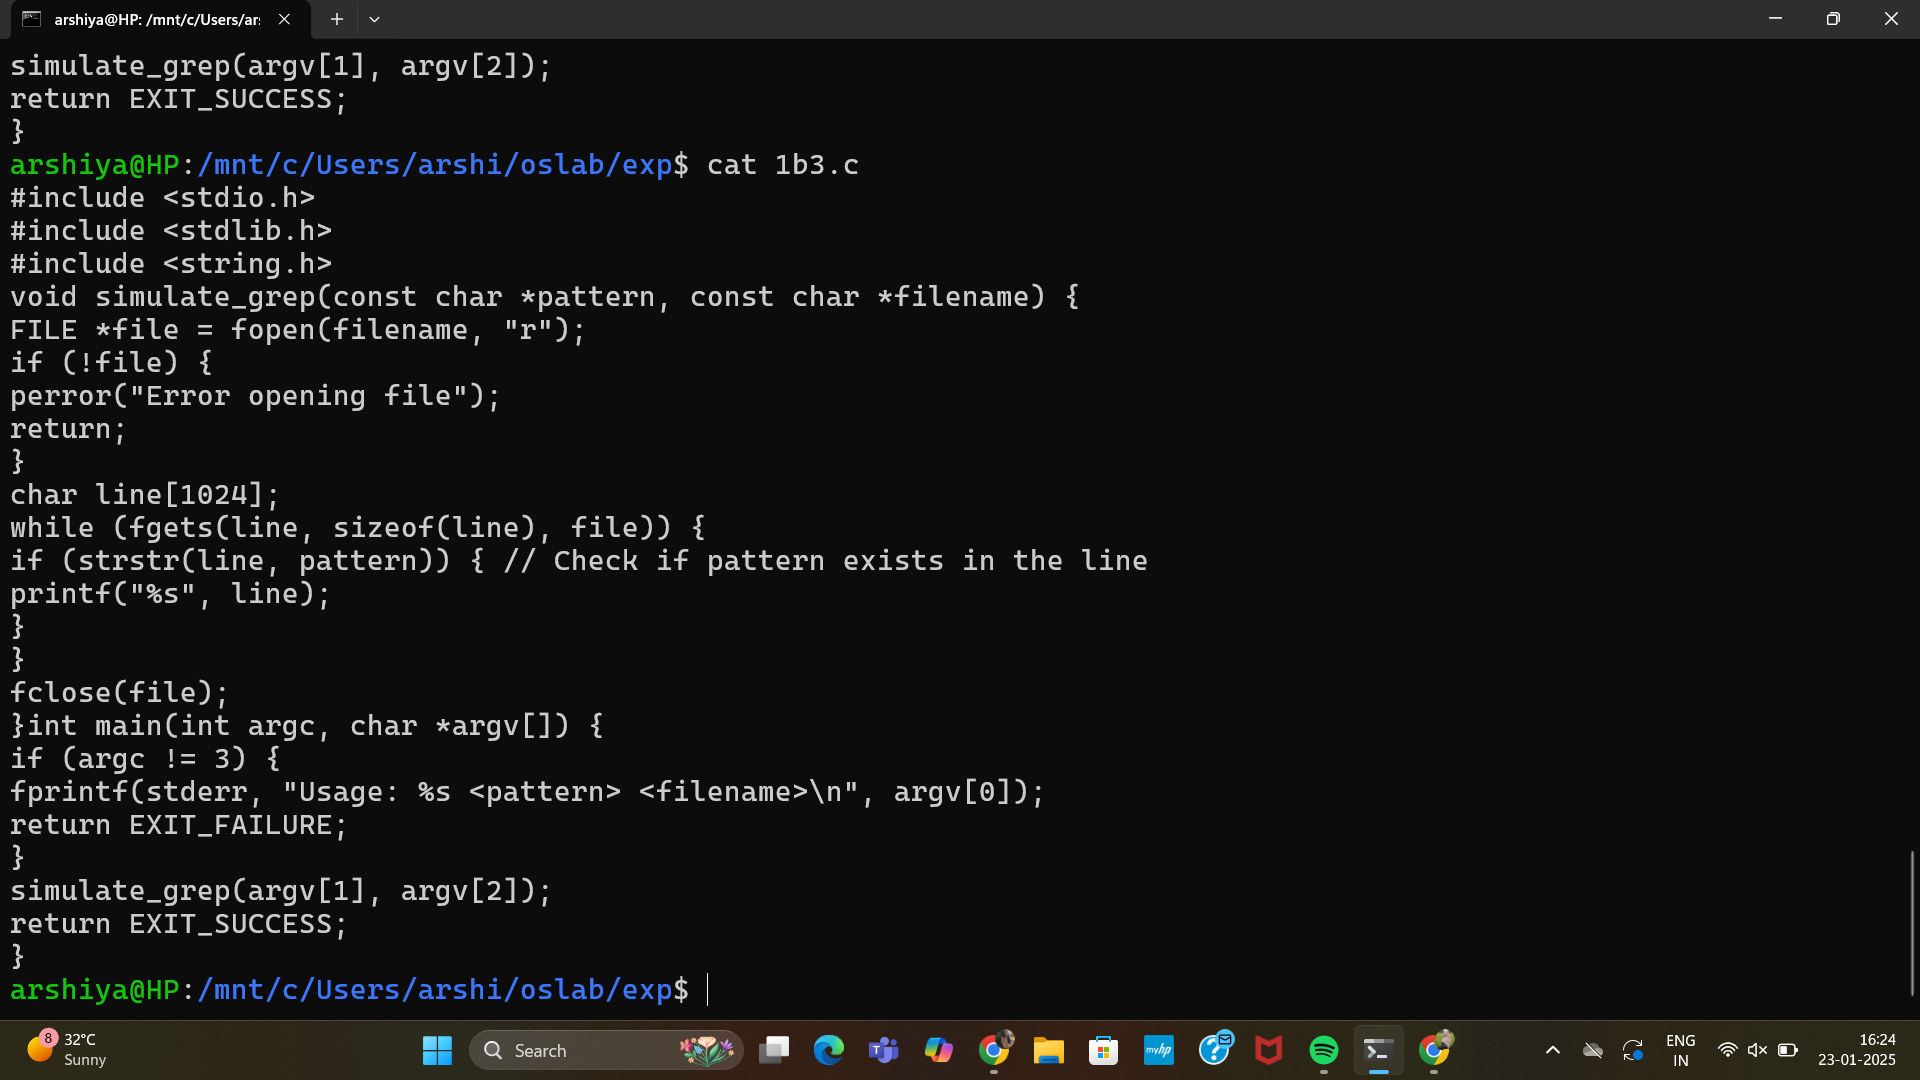 arshiya@HP: /mnt/c/Users/ar
simulate_grep(argv[1], argv[2]);
return EXIT_SUCCESS;
}
arshiya@HP:/mnt/c/Users/arshi/oslab/exp$ cat 1b3.c
#include <stdio.h>
#include <stdlib.h>
#include <string.h>
void simulate_grep(const char *pattern, const char *filename) {
FILE *file = fopen(filename, "r");
if (!file) {
perror("Error opening file");
return;
}
char line[1024];
while (fgets(line, sizeof(line), file)) {
if (strstr(line, pattern)) { // Check if pattern exists in the line
printf("%s", line);
}
}
fclose(file);
}int main(int argc, char *argv[]) {
if (argc != 3) {
fprintf(stderr, "Usage: %s <pattern> <filename>\n", argv[0]);
return EXIT_FAILURE;
}
simulate_grep(argv[1], argv[2]);
return EXIT_SUCCESS;
}
arshiya@HP:/mnt/c/Users/arshi/oslab/exp$
8
32°C
Sunny
Search
myhp
ENG
IN
16:24
23-01-2025